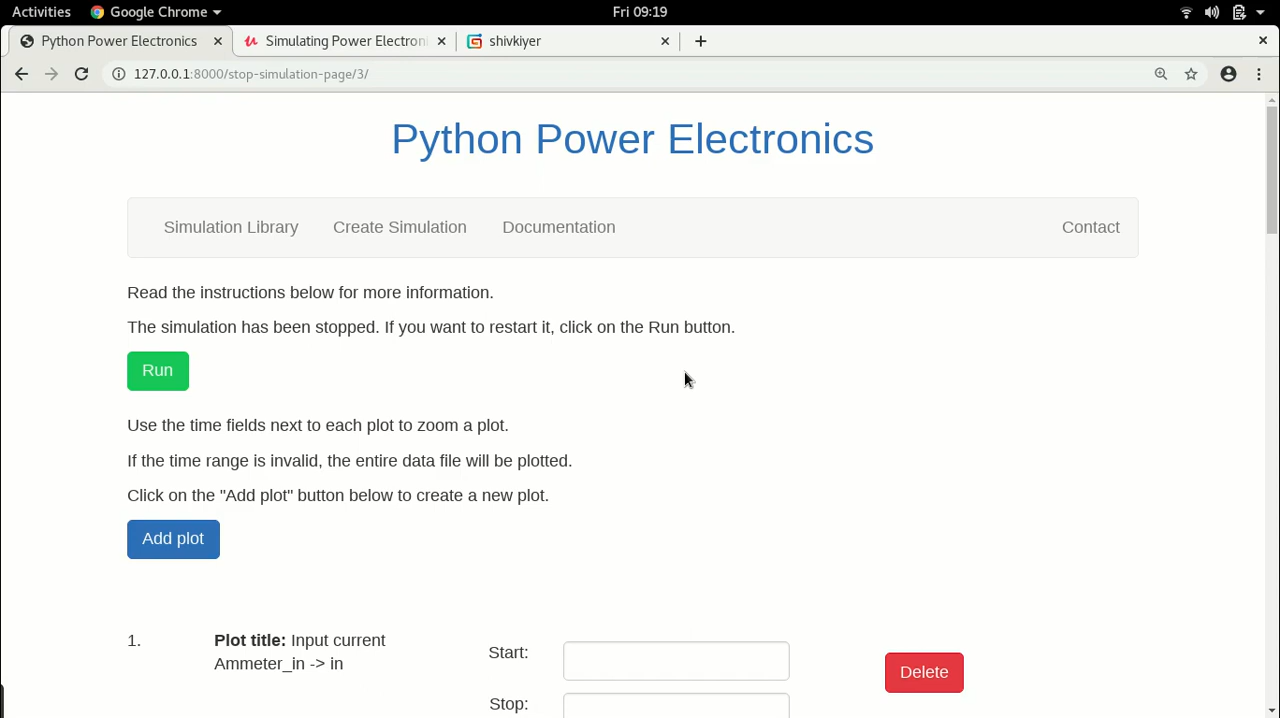 Activities Google Chrome Fri 09:19
Python Power Electronics Simulating Power Electroni shivkiyer
127.0.0.1:8000/stop-simulation-page/3/
Python Power Electronics
Simulation Library Create Simulation Documentation Contact
Read the instructions below for more information.
The simulation has been stopped. If you want to restart it, click on the Run button.
Run
Use the time fields next to each plot to zoom a plot.
If the time range is invalid, the entire data file will be plotted.
Click on the "Add plot" button below to create a new plot.
Add plot
1. Plot title: Input current
Ammeter_in -> in
Start:
Delete
Stop: